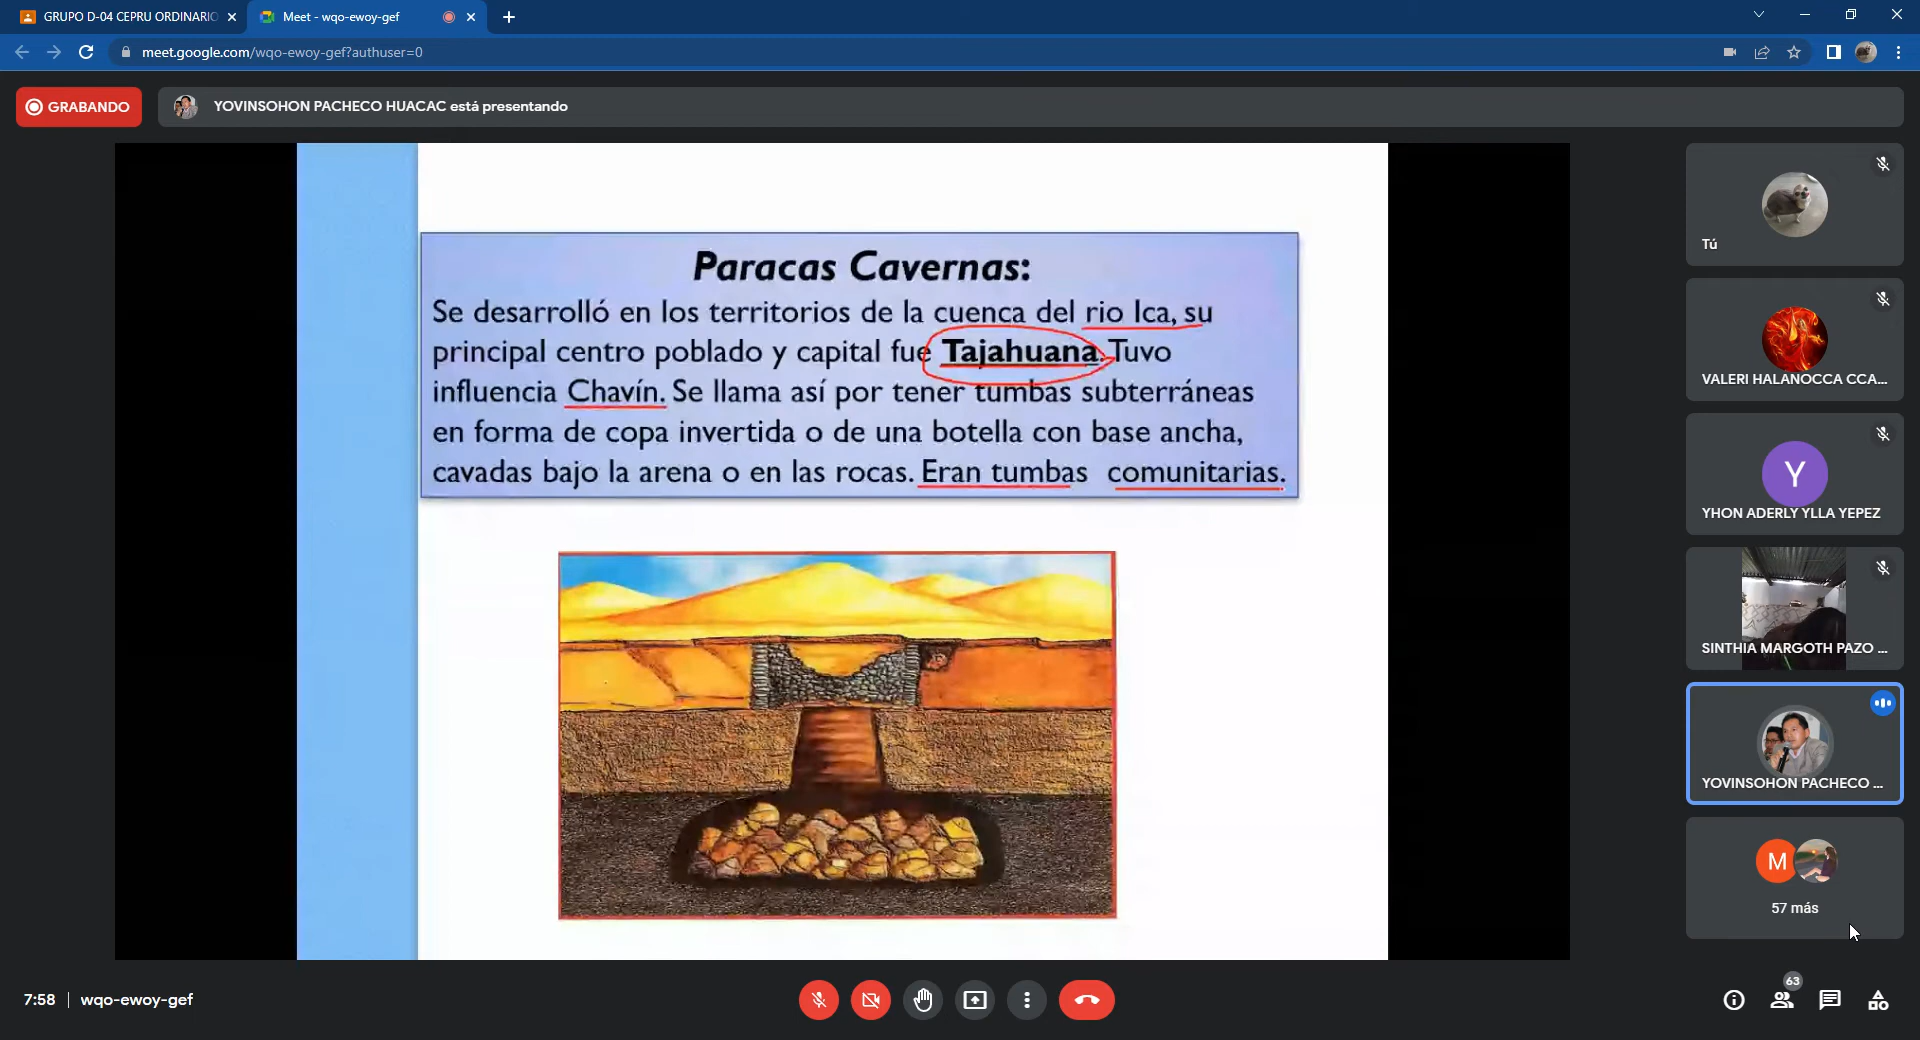 GRUPO D-04 CEPRU ORDINARIO
Meet - wqo-ewoy-gef
meet.google.com/wqo-ewoy-gef?authuser=0
GRABANDO
YOVINSOHON PACHECO HUACAC está presentando
Paracas Cavernas:
Se desarrolló en los territorios de la cuenca del rio Ica, su
principal centro poblado y capital fue Tajahuana. Tuvo
influencia Chavín. Se llama así por tener tumbas subterráneas
en forma de copa invertida o de una botella con base ancha,
cavadas bajo la arena o en las rocas. Eran tumbas comunitarias.
Tú
VALERI HALANOCCA CCA...
Y
YHON ADERLY YLLA YEPEZ
SINTHIA MARGOTH PAZO ...
YOVINSOHON PACHECO ...
M
57 más
7:58 | wqo-ewoy-gef
63